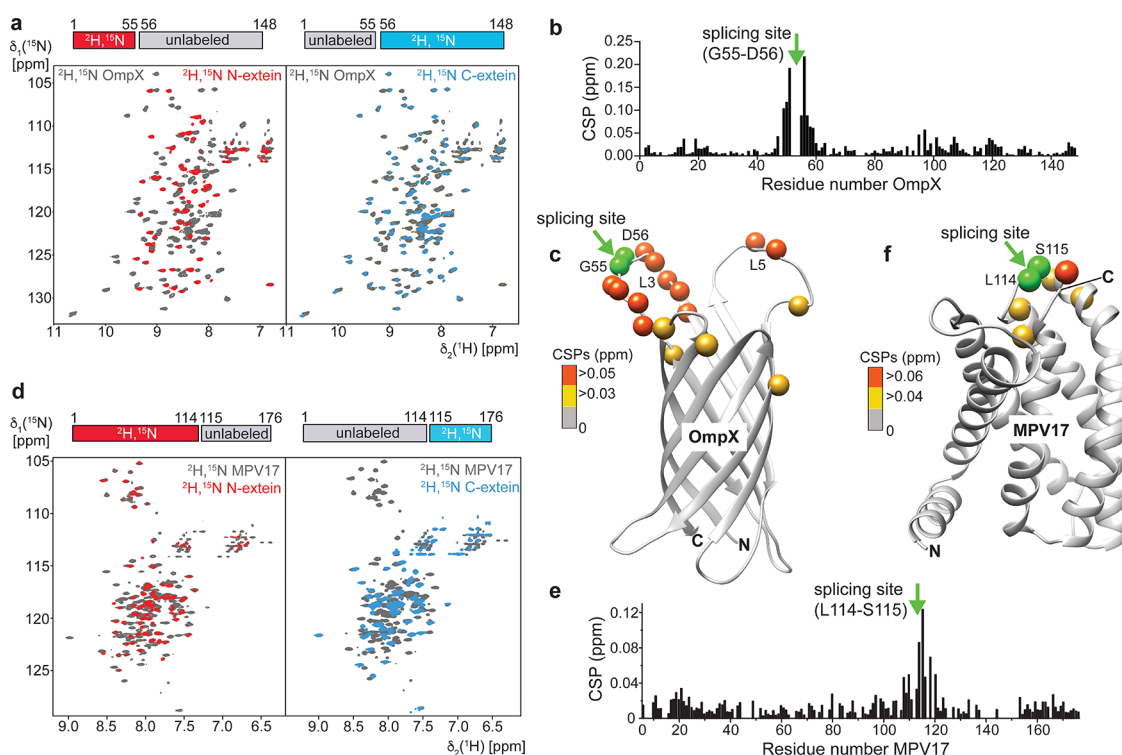 a
1 55 56 148
²H,¹⁵N unlabeled
1 55 56 148
unlabeled ²H, ¹⁵N
δ₁(¹⁵N)
[ppm]
²H,¹⁵N OmpX ²H,¹⁵N N-extein
²H,¹⁵N OmpX ²H,¹⁵N C-extein
110
115
120
125
130
11 10 9 8 7
11 10 9 8 7
δ₂(¹H) [ppm]
b
splicing site
(G55-D56)
CSP (ppm)
0.25
0.20
0.15
0.10
0.05
0.00
0 20 40 60 80 100 120 140
Residue number OmpX
c
splicing site
D56
G55
L3
L5
CSPs (ppm)
>0.05
>0.03
0
OmpX
C N
f
splicing site
S115
L114
C
CSPs (ppm)
>0.06
>0.04
0
MPV17
N
d
1 114 115 176
²H,¹⁵N unlabeled
1 114 115 176
unlabeled ²H,¹⁵N
δ₁(¹⁵N)
[ppm]
²H,¹⁵N MPV17
²H,¹⁵N N-extein
²H,¹⁵N MPV17
²H,¹⁵N C-extein
105
110
115
120
125
9.0 8.5 8.0 7.5 7.0 6.5
9.0 8.5 8.0 7.5 7.0 6.5
δ₂(¹H) [ppm]
e
splicing site
(L114-S115)
CSP (ppm)
0.12
0.08
0.04
0
0 20 40 60 80 100 120 140 160
Residue number MPV17